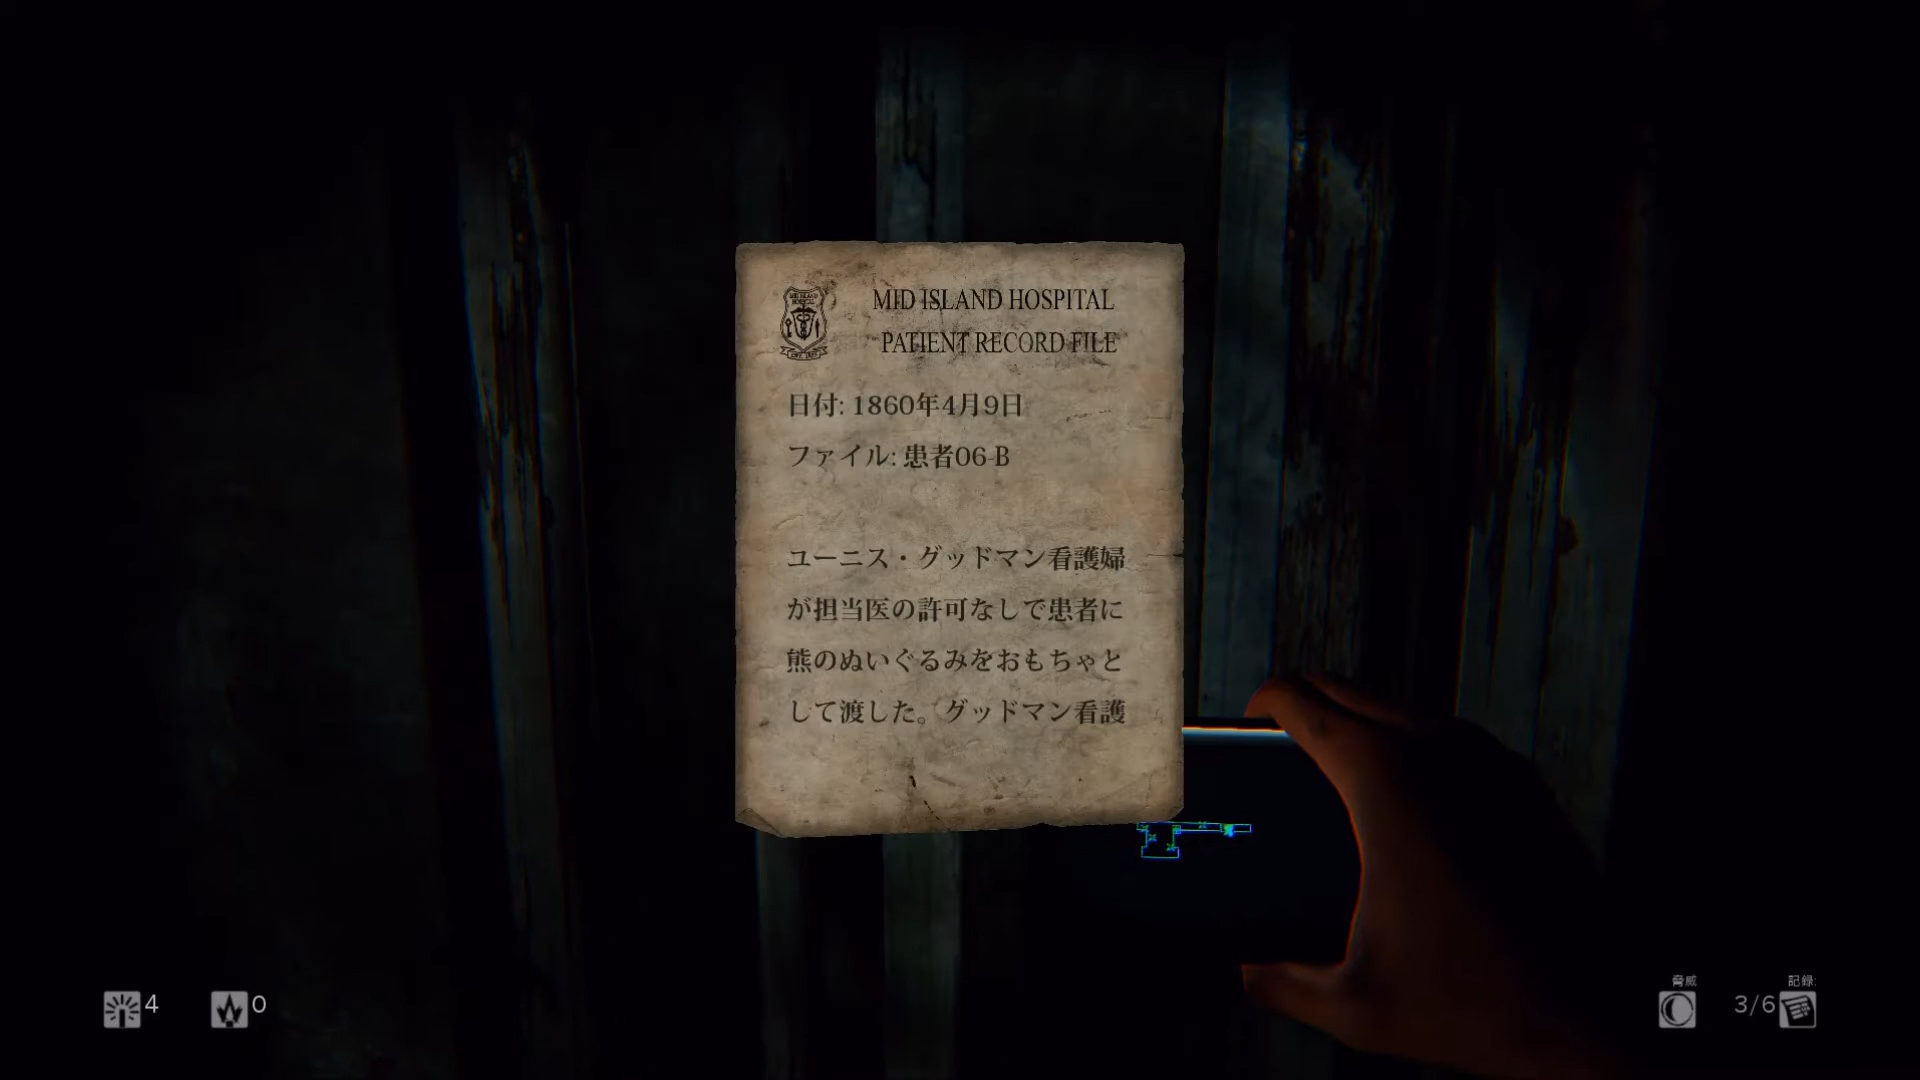 MID ISLAND HOSPITAL
PATIENT RECORD FILE
日付: 1860年4月9日
ファイル: 患者06-B
ユーニス・グッドマン看護婦
が担当医の許可なしで患者に
熊のぬいぐるみをおもちゃと
して渡した。グッドマン看護
4
0
脅威
記録:
3/6